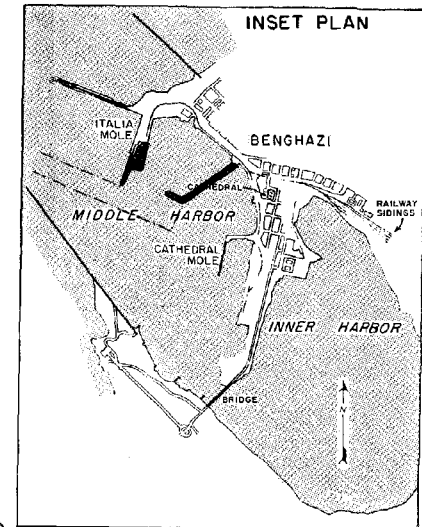 INSET PLAN
ITALIA
MOLE
BENGHAZI
CATHEDRAL
RAILWAY
SIDINGS
MIDDLE HARBOR
CATHEDRAL
MOLE
INNER HARBOR
BRIDGE
N